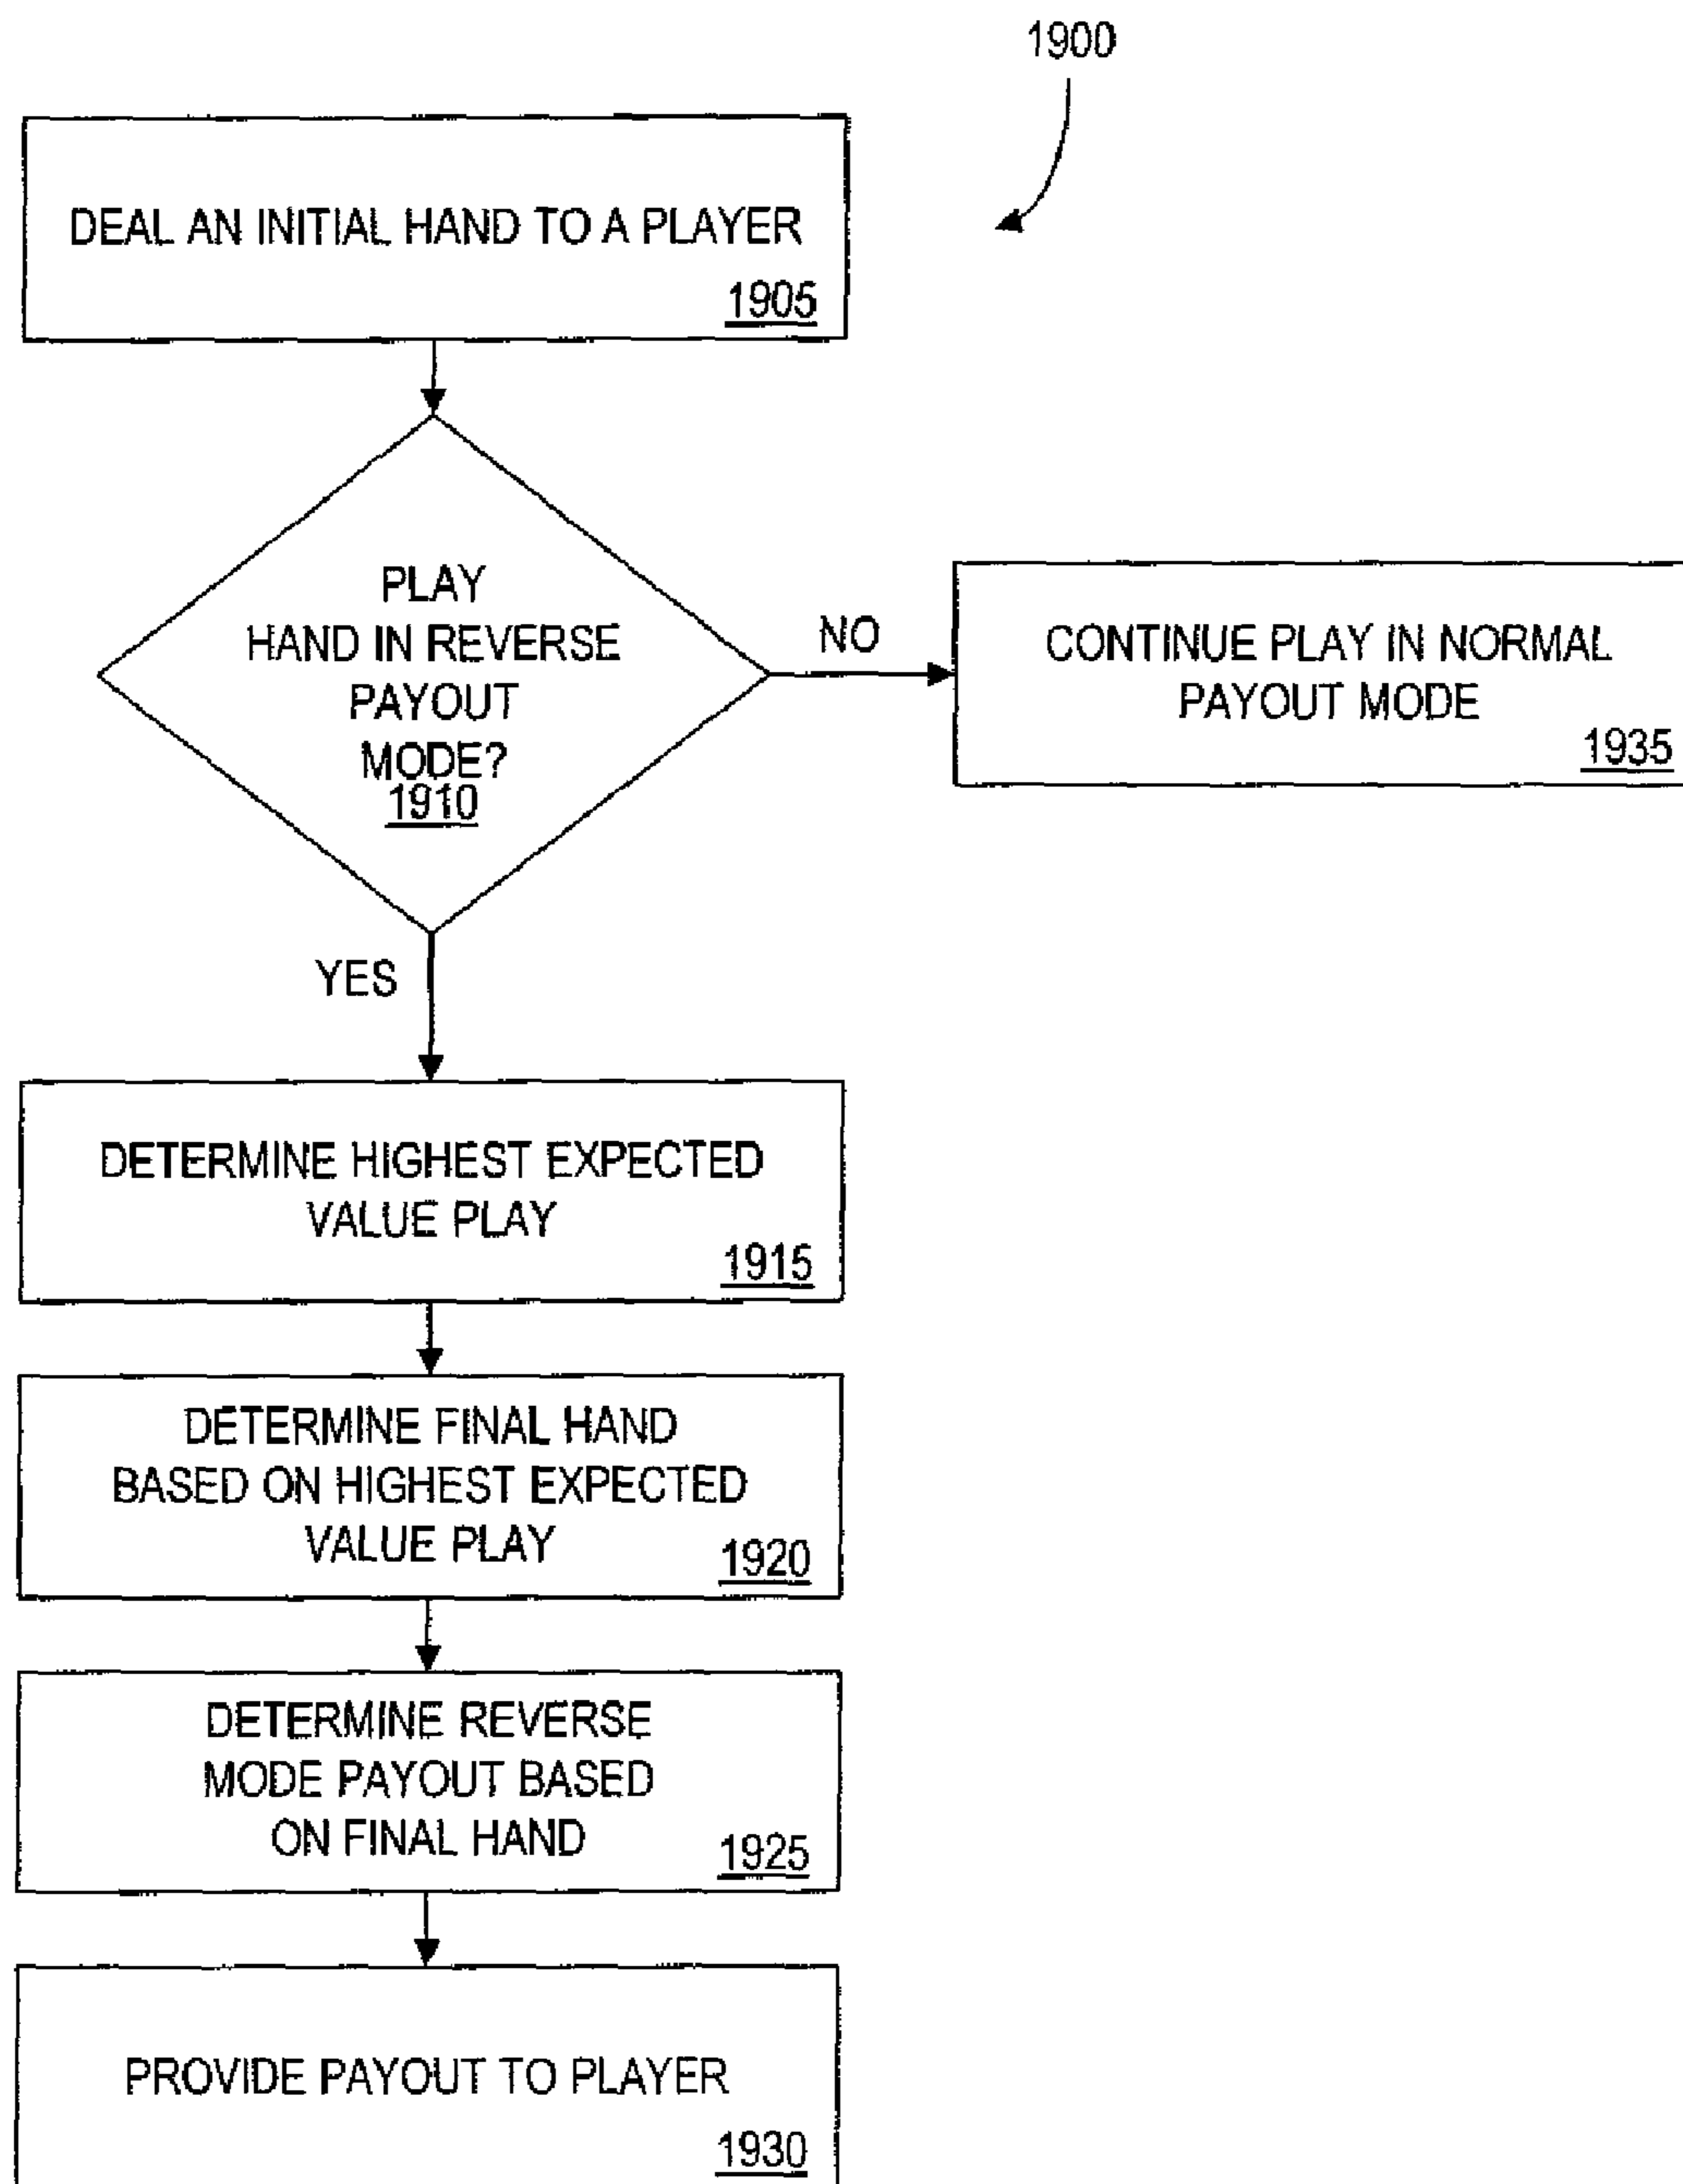 1900
DEAL AN INITIAL HAND TO A PLAYER
1905
PLAY
HAND IN REVERSE
PAYOUT
MODE?
1910
NO
CONTINUE PLAY IN NORMAL
PAYOUT MODE
1935
YES
DETERMINE HIGHEST EXPECTED
VALUE PLAY
1915
DETERMINE FINAL HAND
BASED ON HIGHEST EXPECTED
VALUE PLAY
1920
DETERMINE REVERSE
MODE PAYOUT BASED
ON FINAL HAND
1925
PROVIDE PAYOUT TO PLAYER
1930